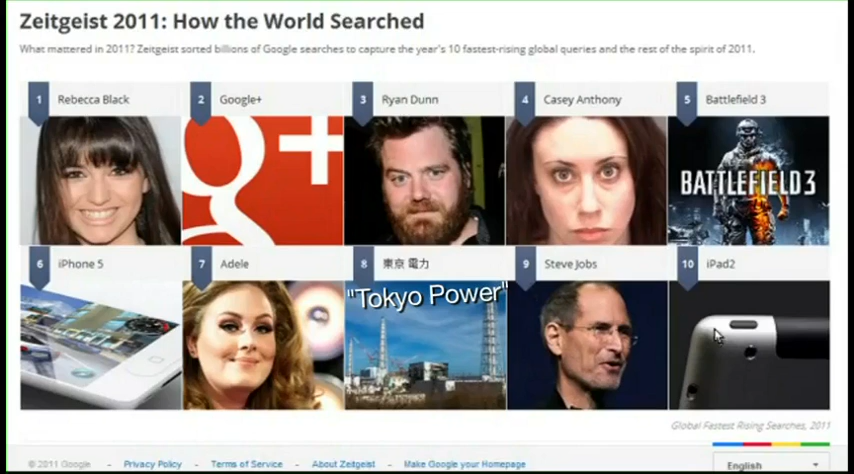 Zeitgeist 2011: How the World Searched
What mattered in 2011? Zeitgeist sorted billions of Google searches to capture the year's 10 fastest-rising global queries and the rest of the spirit of 2011.
1 Rebecca Black
2 Google+
3 Ryan Dunn
4 Casey Anthony
5 Battlefield 3
g+
BATTLEFIELD 3
6 iPhone 5
7 Adele
8 東京 電力
9 Steve Jobs
10 iPad2
"Tokyo Power"
Global Fastest Rising Searches, 2011
© 2011 Google - Privacy Policy - Terms of Service - About Zeitgeist - Make Google your Homepage
English